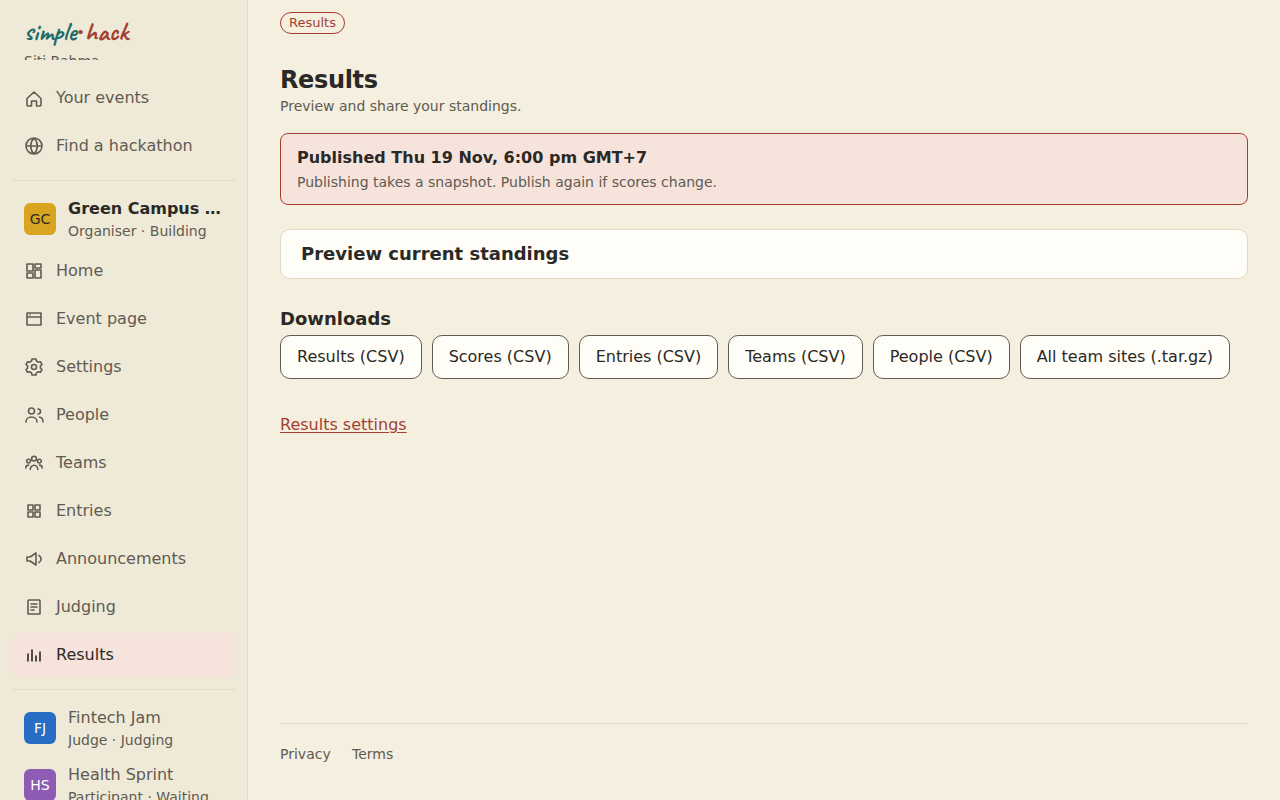 simple·hack
Siti Rahma
Your events
Find a hackathon
GC
Green Campus ...
Organiser · Building
Home
Event page
Settings
People
Teams
Entries
Announcements
Judging
Results
FJ
Fintech Jam
Judge · Judging
HS
Health Sprint
Participant · Waiting
Results
Results
Preview and share your standings.
Published Thu 19 Nov, 6:00 pm GMT+7
Publishing takes a snapshot. Publish again if scores change.
Preview current standings
Downloads
Results (CSV)
Scores (CSV)
Entries (CSV)
Teams (CSV)
People (CSV)
All team sites (.tar.gz)
Results settings
Privacy
Terms